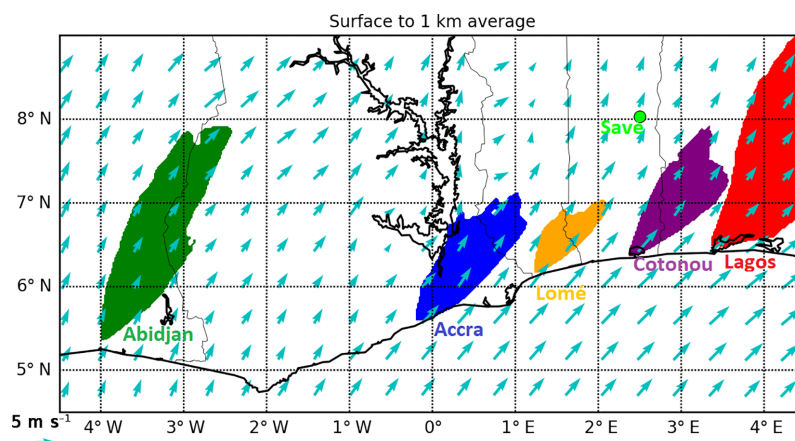 Surface to 1 km average
8° N
Savè
7° N
6° N
Cotonou
Lagos
Lomé
Accra
Abidjan
5° N
5 m s⁻¹
4° W 3° W 2° W 1° W 0° 1° E 2° E 3° E 4° E